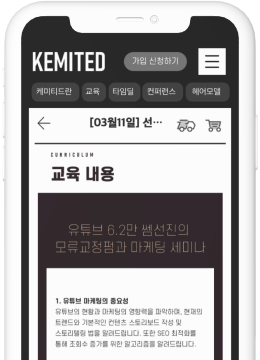 KEMITED
가입 신청하기
케미티드란
교육
타임딜
컨퍼런스
헤어모델
[03월11일] 선···
CURRICULUM
교육 내용
유튜브 6.2만 쌤선진의
모류교정펌과 마케팅 세미나
1. 유튜브 마케팅의 중요성
유튜브의 현황과 마케팅의 영향력을 파악하며, 현재의
트렌드와 기본적인 컨텐츠 스토리보드 작성 및
스토리텔링 법을 알려드립니다. 또한 SEO 최적화를
통해 조회수 증가를 위한 알고리즘을 알려드립니다.